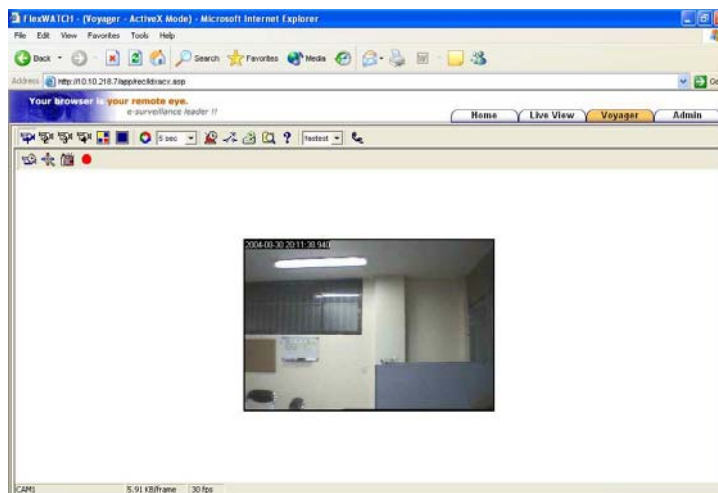 FlexWATCH - (Voyager - ActiveX Mode) - Microsoft Internet Explorer
File Edit View Favorites Tools Help
Back Search Favorites Media
Address
Your browser is your remote eye.
e-surveillance leader !!
Home Live View Voyager Admin
5 sec fastest
2004-08-30 20:11:38.940
CAM1 5.91 KB/frame 30 fps